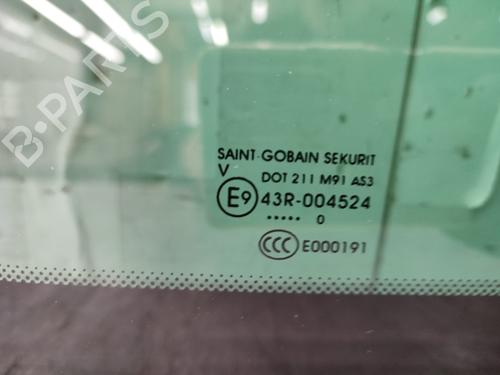 B-PARTS
SAINT-GOBAIN SEKURIT
V DOT 211 M91 AS3
E9 43R-004524
..... 0
CCC E000191